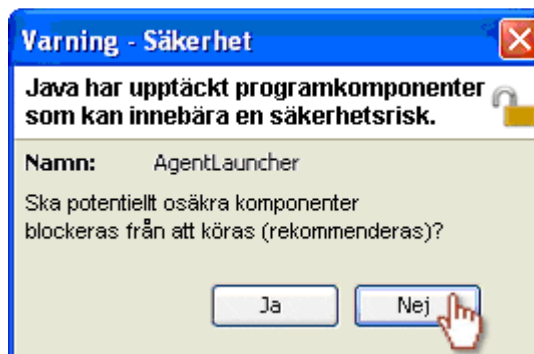 Varning - Säkerhet
Java har upptäckt programkomponenter
som kan innebära en säkerhetsrisk.
Namn: AgentLauncher
Ska potentiellt osäkra komponenter
blockeras från att köras (rekommenderas)?
Ja Nej